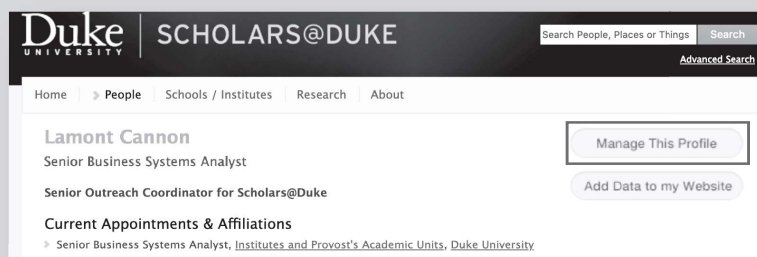 Duke
UNIVERSITY
SCHOLARS@DUKE
Search People, Places or Things
Search
Advanced Search
Home
People
Schools / Institutes
Research
About
Lamont Cannon
Manage This Profile
Senior Business Systems Analyst
Add Data to my Website
Senior Outreach Coordinator for Scholars@Duke
Current Appointments & Affiliations
Senior Business Systems Analyst, Institutes and Provost's Academic Units, Duke University